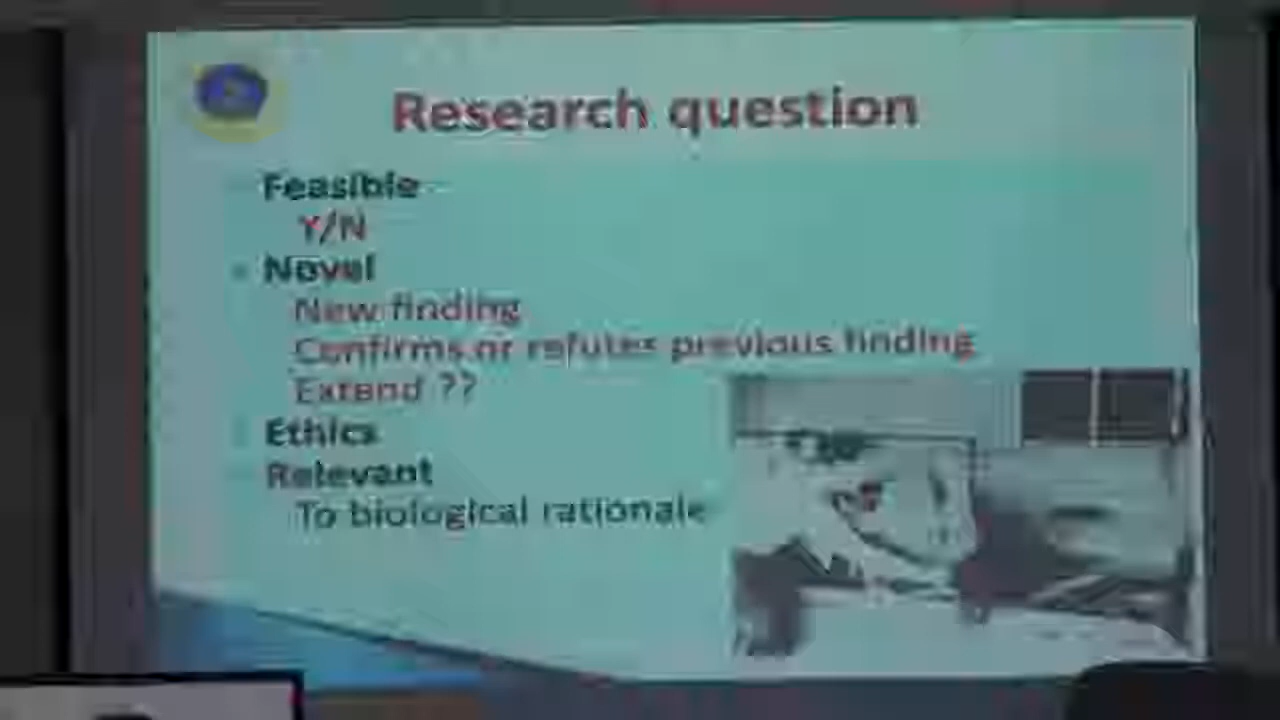 Research question
Feasible
Y/N
Novel
New finding
Confirms or refutes previous finding
Extend ??
Ethics
Relevant
To biological rationale